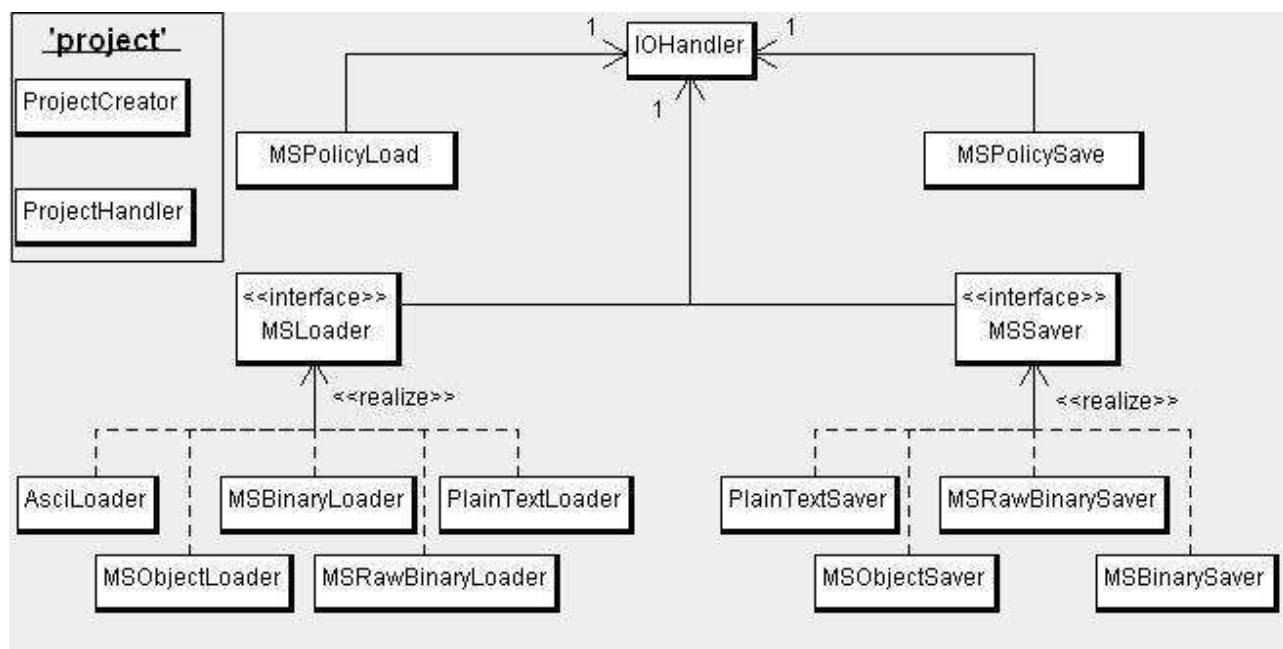 'project'
ProjectCreator
ProjectHandler
1
IOHandler
1
1
MSPolicyLoad
MSPolicySave
<<interface>>
MSLoader
<<interface>>
MSSaver
<<realize>>
<<realize>>
AsciLoader
MSBinaryLoader
PlainTextLoader
PlainTextSaver
MSRawBinarySaver
MSObjectLoader
MSRawBinaryLoader
MSObjectSaver
MSBinarySaver